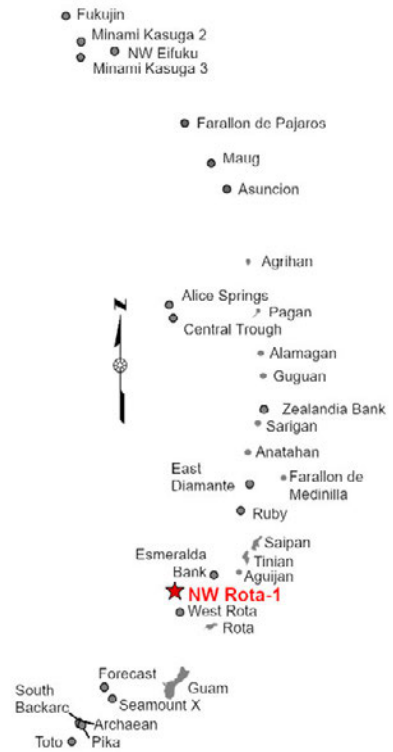 Fukujin
Minami Kasuga 2
NW Eifuku
Minami Kasuga 3
Farallon de Pajaros
Maug
Asuncion
Agrihan
Alice Springs
Pagan
Central Trough
N
Alamagan
Guguan
Zealandia Bank
Sarigan
Anatahan
East
Diamante
Farallon de
Medinilla
Ruby
Saipan
Esmeralda
Bank
Tinian
Aguijan
NW Rota-1
West Rota
Rota
Forecast
Guam
South
Backarc
Seamount X
Archaean
Toto
Pika